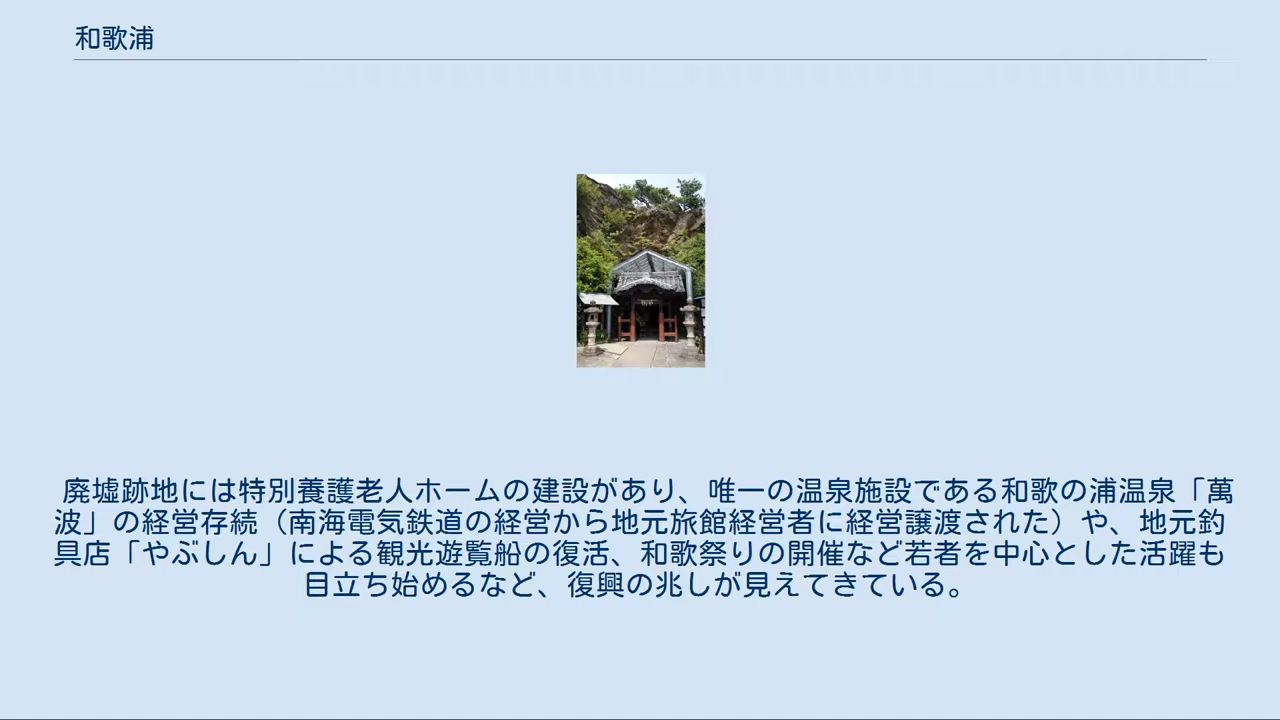 和歌浦
廃墟跡地には特別養護老人ホームの建設があり、唯一の温泉施設である和歌の浦温泉「萬
波」の経営存続（南海電気鉄道の経営から地元旅館経営者に経営譲渡された）や、地元釣
具店「やぶしん」による観光遊覧船の復活、和歌祭りの開催など若者を中心とした活躍も
目立ち始めるなど、復興の兆しが見えてきている。